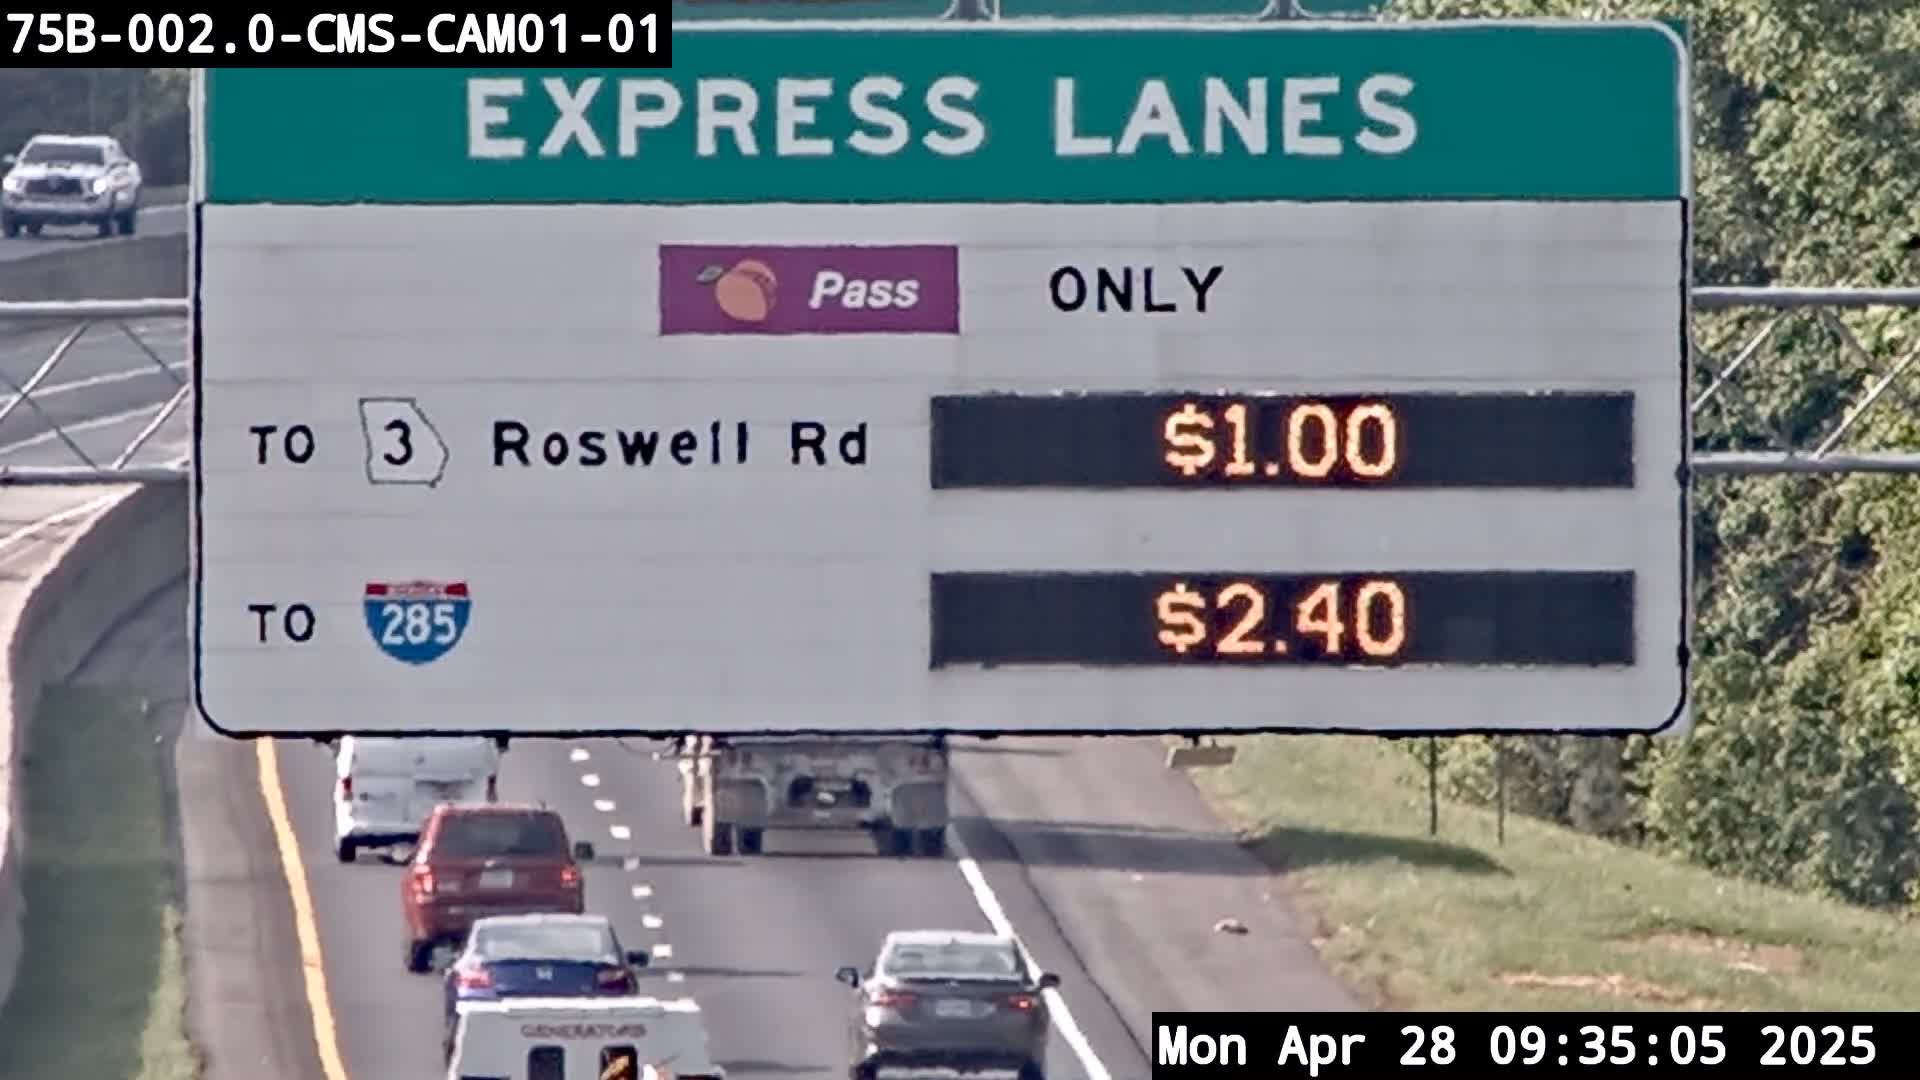 75B-002.0-CMS-CAM01-01
EXPRESS LANES
Pass ONLY
TO 3 Roswell Rd $1.00
TO 285 $2.40
GENERATORS
Mon Apr 28 09:35:05 2025